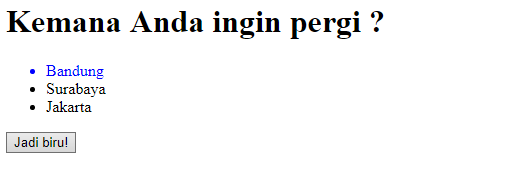 Kemana Anda ingin pergi ?
Bandung
Surabaya
Jakarta
Jadi biru!